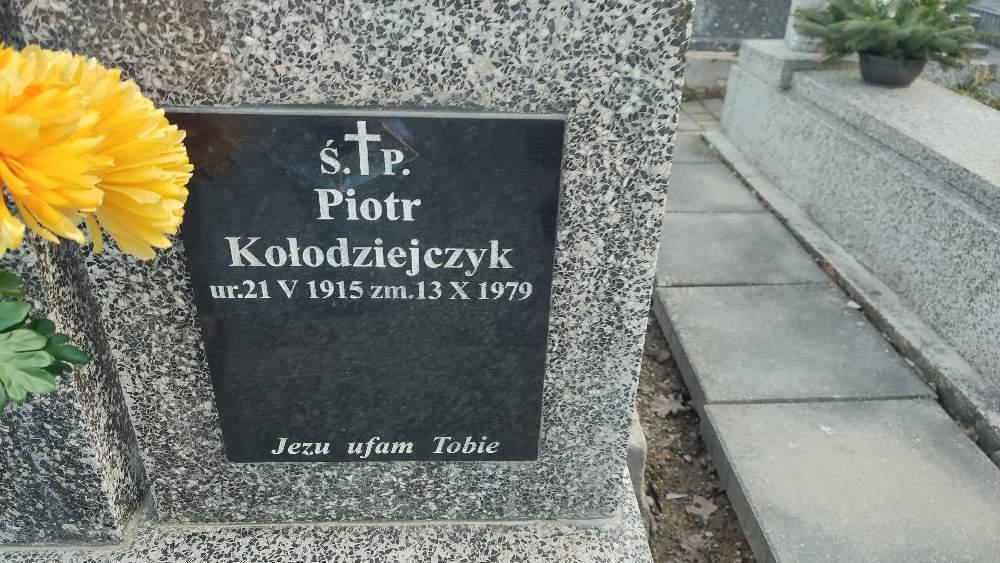 Ś.P.
Piotr
Kołodziejczyk
ur.21 V 1915 zm.13 X 1979
Jezu ufam Tobie